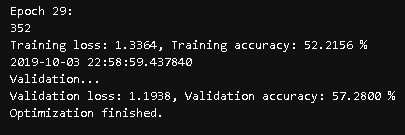 Epoch 29:
352
Training loss: 1.3364, Training accuracy: 52.2156 %
2019-10-03 22:58:59.437840
Validation...
Validation loss: 1.1938, Validation accuracy: 57.2800 %
Optimization finished.